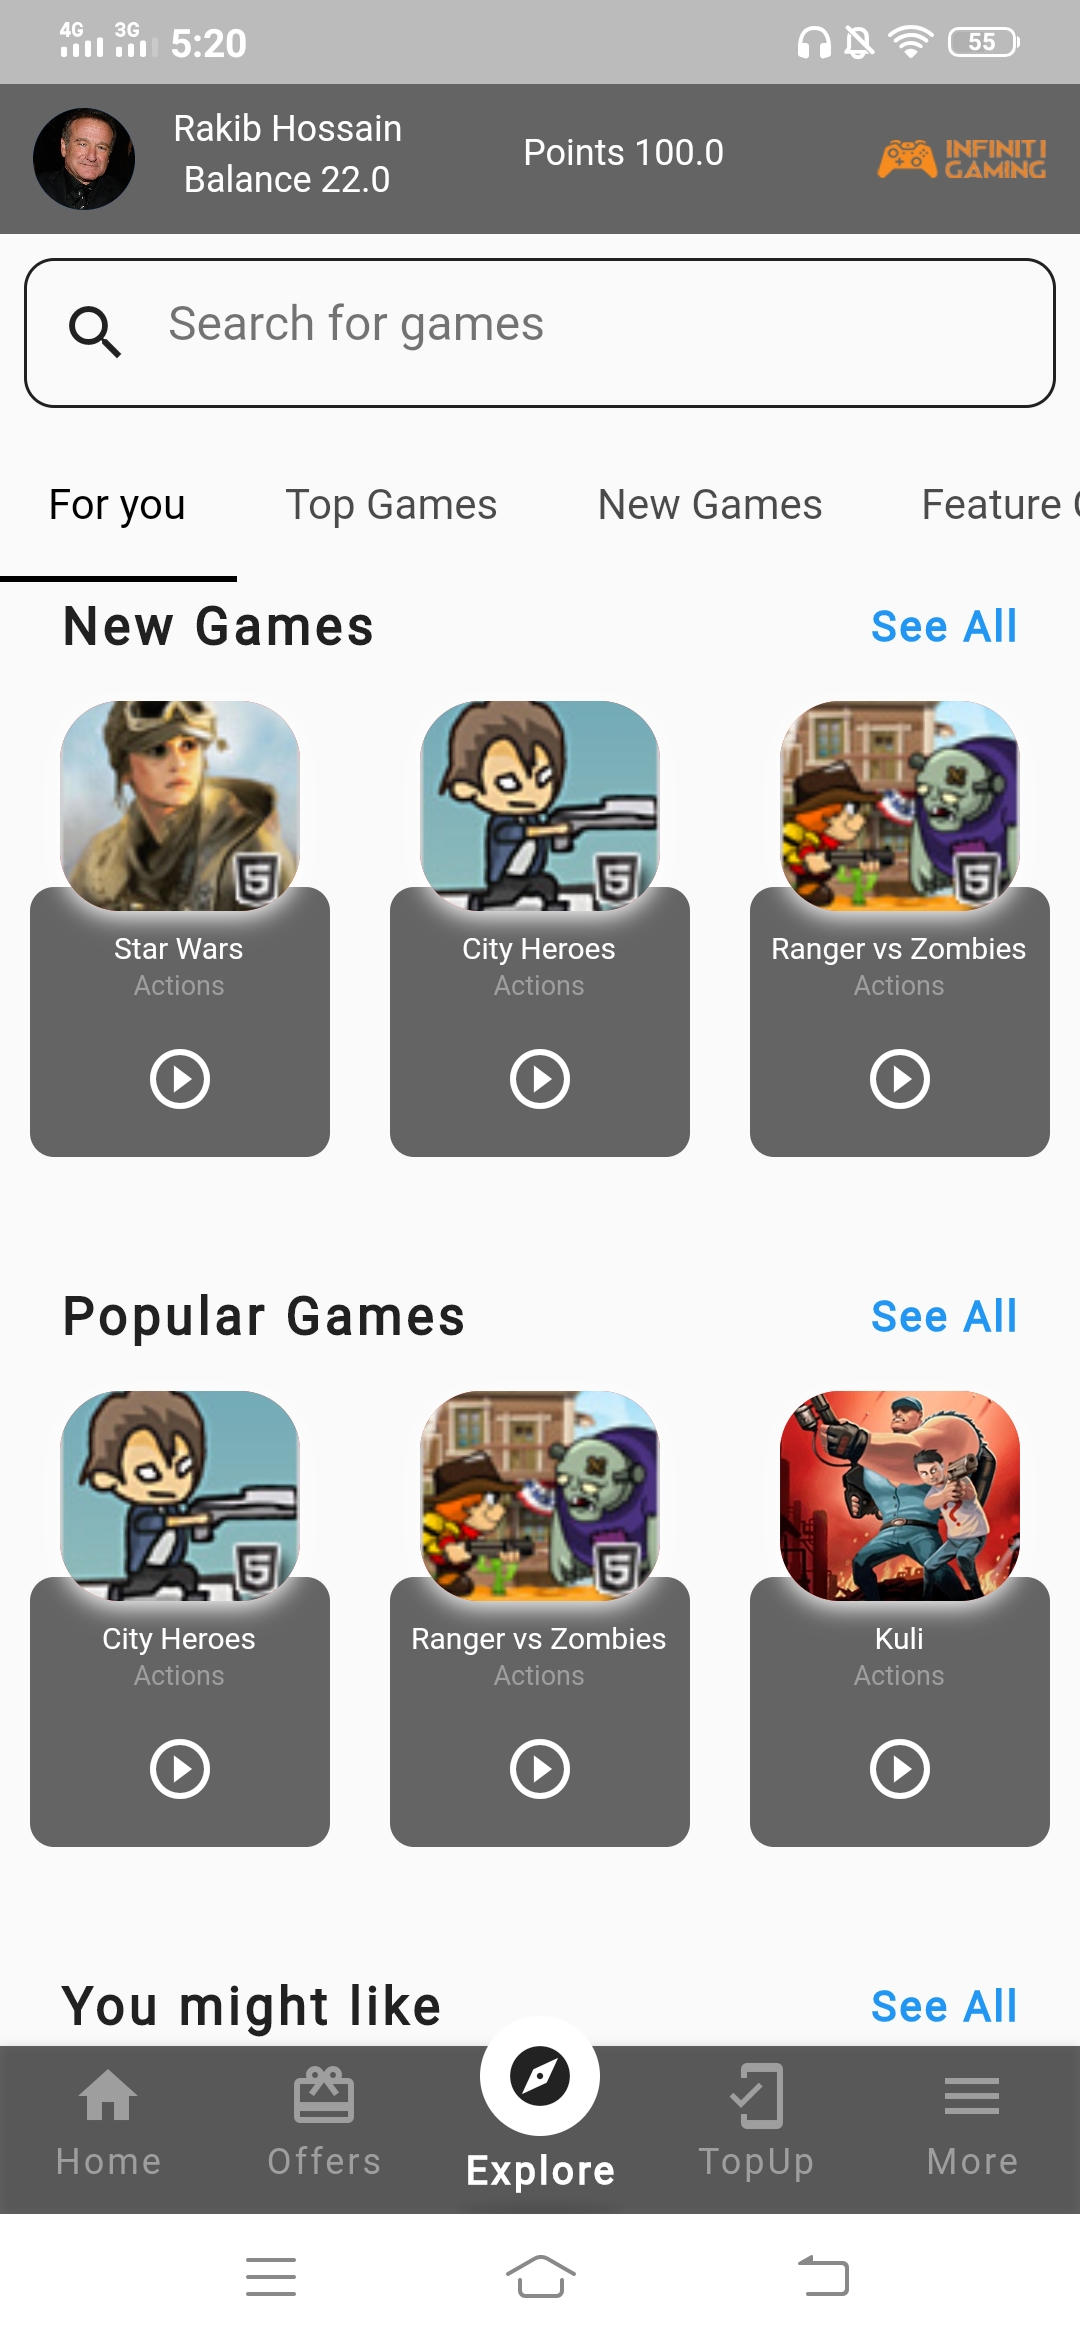 4G 3G 5:20 55
Rakib Hossain
Balance 22.0
Points 100.0
INFINITI
GAMING
Search for games
For you Top Games New Games Feature
New Games See All
Star Wars City Heroes Ranger vs Zombies
Actions Actions Actions
Popular Games See All
City Heroes Ranger vs Zombies Kuli
Actions Actions Actions
You might like See All
Home Offers Explore TopUp More